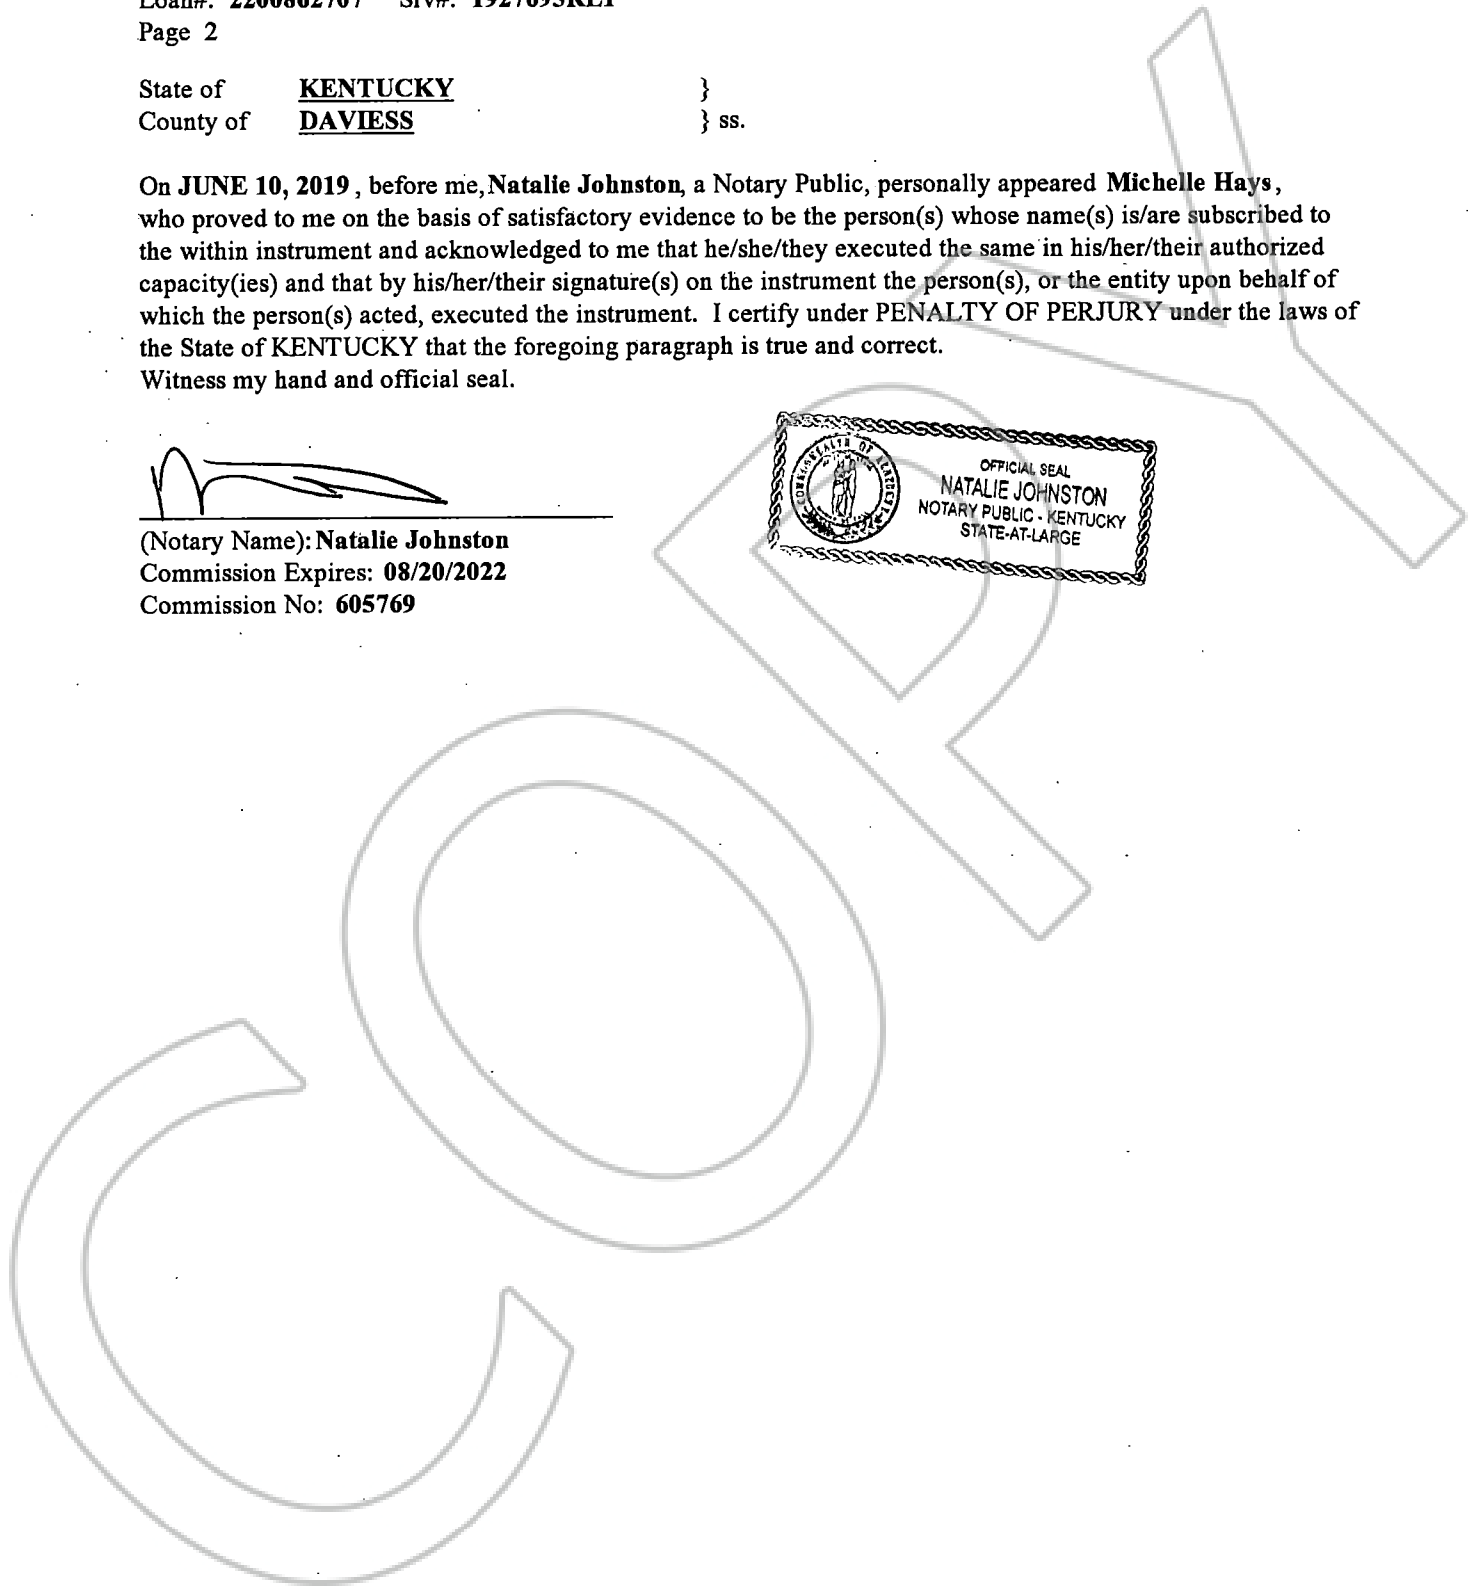 Page 2
State of KENTUCKY }
County of DAVIESS } ss.
On JUNE 10, 2019 , before me, Natalie Johnston, a Notary Public, personally appeared Michelle Hays,
who proved to me on the basis of satisfactory evidence to be the person(s) whose name(s) is/are subscribed to
the within instrument and acknowledged to me that he/she/they executed the same in his/her/their authorized
capacity(ies) and that by his/her/their signature(s) on the instrument the person(s), or the entity upon behalf of
which the person(s) acted, executed the instrument. I certify under PENALTY OF PERJURY under the laws of
the State of KENTUCKY that the foregoing paragraph is true and correct.
Witness my hand and official seal.
OFFICIAL SEAL
NATALIE JOHNSTON
NOTARY PUBLIC - KENTUCKY
STATE-AT-LARGE
(Notary Name): Natalie Johnston
Commission Expires: 08/20/2022
Commission No: 605769
COPY